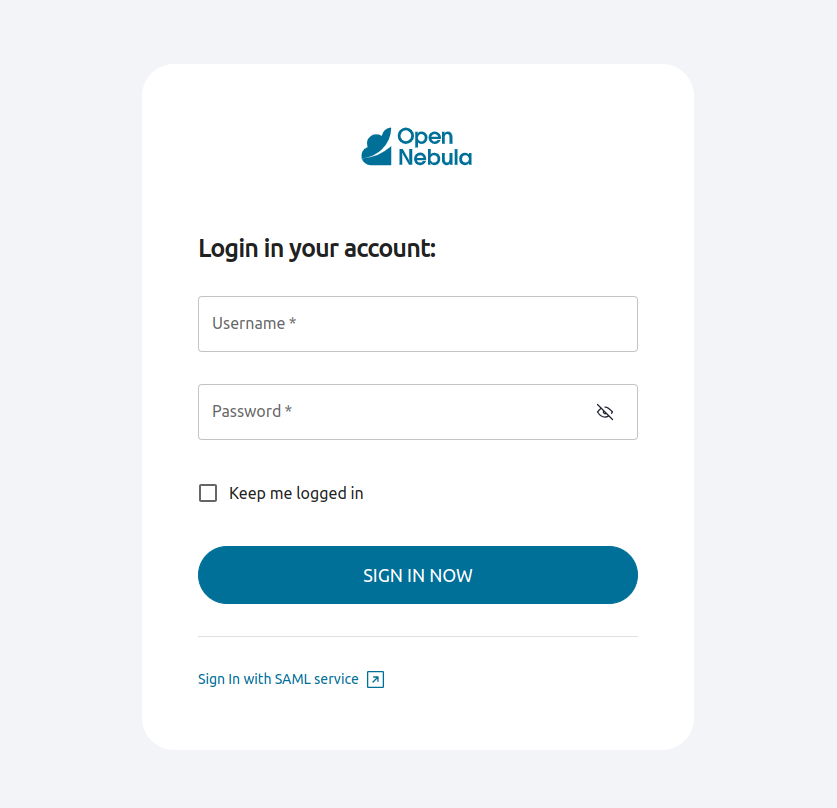 Open
Nebula
Login in your account:
Username *
Password *
Keep me logged in
SIGN IN NOW
Sign In with SAML service